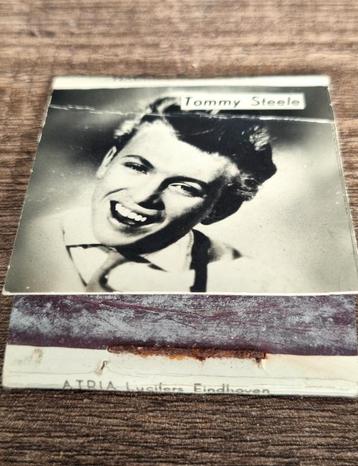 Tommy Steele
ATRIA Lucifers Eindhoven